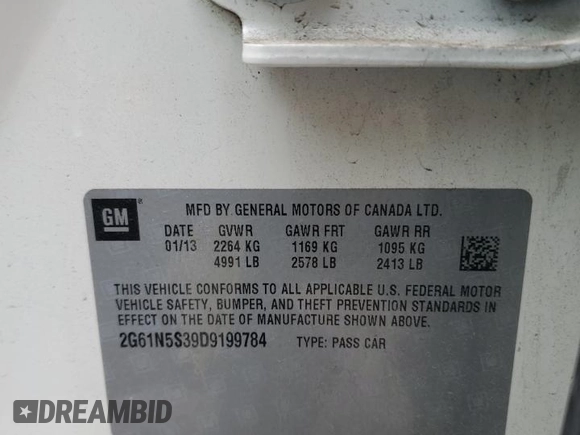 GM
MFD BY GENERAL MOTORS OF CANADA LTD.
DATE GVWR GAWR FRT GAWR RR
01/13 2264 KG 1169 KG 1095 KG
4991 LB 2578 LB 2413 LB
THIS VEHICLE CONFORMS TO ALL APPLICABLE U.S. FEDERAL MOTOR
VEHICLE SAFETY, BUMPER, AND THEFT PREVENTION STANDARDS
IN EFFECT ON THE DATE OF MANUFACTURE SHOWN ABOVE.
2G61N5S39D9199784 TYPE: PASS CAR
DREAMBID